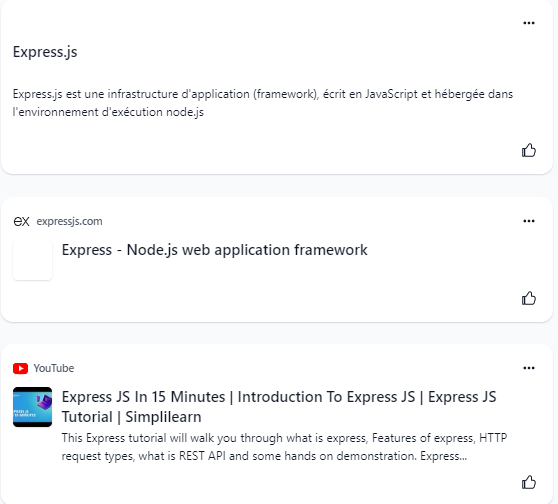 Express.js
Express.js est une infrastructure d'application (framework), écrit en JavaScript et hébergée dans
l'environnement d'exécution node.js
ex expressjs.com
Express - Node.js web application framework
YouTube
Express JS In 15 Minutes | Introduction To Express JS | Express JS
Tutorial | Simplilearn
This Express tutorial will walk you through what is express, Features of express, HTTP
request types, what is REST API and some hands on demonstration. Express...